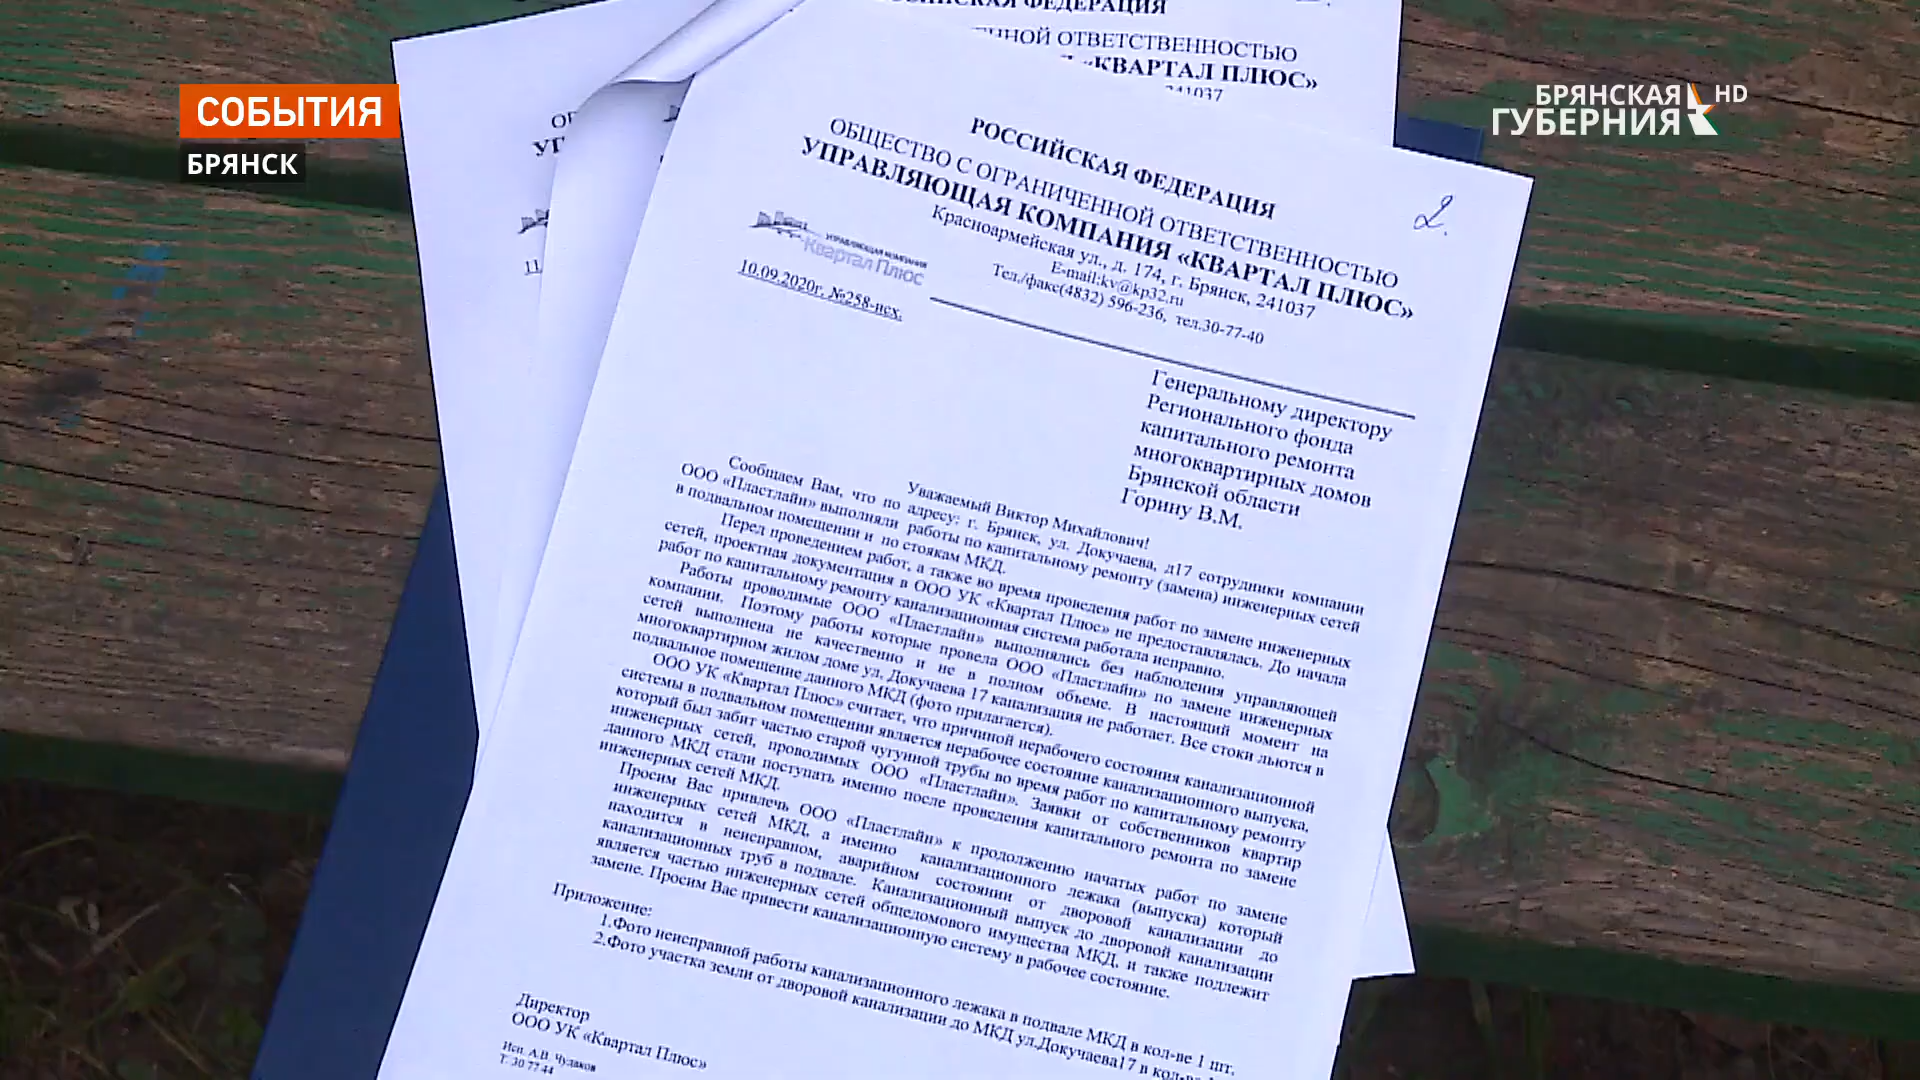 СОБЫТИЯ
БРЯНСК
БРЯНСКАЯ HD
ГУБЕРНИЯ
ФЕДЕРАЦИЯ
ОТВЕТСТВЕННОСТЬЮ
«КВАРТАЛ ПЛЮС»
241037
РОССИЙСКАЯ ФЕДЕРАЦИЯ
ОБЩЕСТВО С ОГРАНИЧЕННОЙ ОТВЕТСТВЕННОСТЬЮ
УПРАВЛЯЮЩАЯ КОМПАНИЯ «КВАРТАЛ ПЛЮС»
Красноармейская ул., д. 174, г. Брянск, 241037
E-mail:kv@kp32.ru
Тел./факс(4832) 596-236, тел.30-77-40
2.
УПРАВЛЯЮЩАЯ КОМПАНИЯ
Квартал Плюс
10.09.2020г. №258-исх.
Генеральному директору
Регионального фонда
капитального ремонта
многоквартирных домов
Брянской области
Горину В.М.
Уважаемый Виктор Михайлович!
Сообщаем Вам, что по адресу: г. Брянск, ул. Докучаева, д17 сотрудники компании
ООО «Пластлайн» выполняли работы по капитальному ремонту (замена) инженерных сетей
в подвальном помещении и по стоякам МКД.
Перед проведением работ, а также во время проведения работ по замене инженерных
сетей, проектная документация в ООО УК «Квартал Плюс» не предоставлялась. До начала
работ по капитальному ремонту канализационная система работала исправно.
Работы проводимые ООО «Пластлайн» выполнялись без наблюдения управляющей
компании. Поэтому работы которые провела ООО «Пластлайн» по замене инженерных
сетей выполнена не качественно и не в полном объеме. В настоящий момент на
многоквартирном жилом доме ул. Докучаева 17 канализация не работает. Все стоки льются в
подвальное помещение данного МКД (фото прилагается).
ООО УК «Квартал Плюс» считает, что причиной нерабочего состояния канализационной
системы в подвальном помещении является нерабочее состояние канализационного выпуска,
который был забит частью старой чугунной трубы во время работ по капитальному ремонту
инженерных сетей, проводимых ООО «Пластлайн». Заявки от собственников квартир
данного МКД стали поступать именно после проведения капитального ремонта по замене
инженерных сетей МКД.
Просим Вас привлечь ООО «Пластлайн» к продолжению начатых работ по замене
инженерных сетей МКД, а именно канализационного лежака (выпуска) который
находится в неисправном, аварийном состоянии от дворовой канализации до
канализационных труб в подвале. Канализационный выпуск до дворовой канализации
является частью инженерных сетей общедомового имущества МКД, и также подлежит
замене. Просим Вас привести канализационную систему в рабочее состояние.
Приложение:
1.Фото неисправной работы канализационного лежака в подвале МКД в кол-ве 1 шт.
2.Фото участка земли от дворовой канализации до МКД ул.Докучаева17 в
Директор
ООО УК «Квартал Плюс»
Исп. А.В. Чудаков
Т. 30 77 44